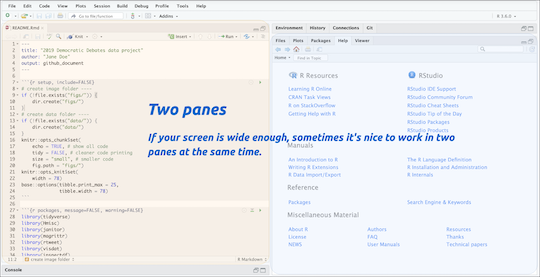 File Edit Code View Plots Session Build Debug Profile Tools Help
Go to file/function
Addins
R 3.6.0
README.Rmd
Knit
Insert
Run
1 ---
2 title: "2019 Democratic Debates data project"
3 author: "Jane Doe"
4 output: github_document
5 ---
```{r setup, include=FALSE}
# create image folder ----
if (!file.exists("figs/")) {
dir.create("figs/")
}
# create data folder ----
if (!file.exists("data/")) {
dir.create("data/")
}
knitr::opts_chunk$set(
echo = TRUE, # show all code
tidy = FALSE, # cleaner code printing
size = "small", # smaller code
fig.path = "figs/")
knitr::opts_knit$set(
width = 78)
base::options(tibble.print_max = 25,
tibble.width = 78)
```
```{r packages, message=FALSE, warning=FALSE}
library(tidyverse)
library(Hmisc)
library(janitor)
library(magrittr)
library(rtweet)
library(visdat)
library(inspectdf)
create image folder
R Markdown
Console
Two panes
If your screen is wide enough, sometimes it's nice to work in two
panes at the same time.
Environment History Connections Git
Files Plots Packages Help Viewer
Home Find in Topic
R Resources
Learning R Online
CRAN Task Views
R on StackOverflow
Getting Help with R
RStudio
RStudio IDE Support
RStudio Community Forum
RStudio Cheat Sheets
RStudio Tip of the Day
RStudio Packages
RStudio Products
Manuals
An Introduction to R
Writing R Extensions
R Data Import/Export
The R Language Definition
R Installation and Administration
R Internals
Reference
Packages
Search Engine & Keywords
Miscellaneous Material
About R
License
NEWS
Authors
FAQ
User Manuals
Resources
Thanks
Technical papers